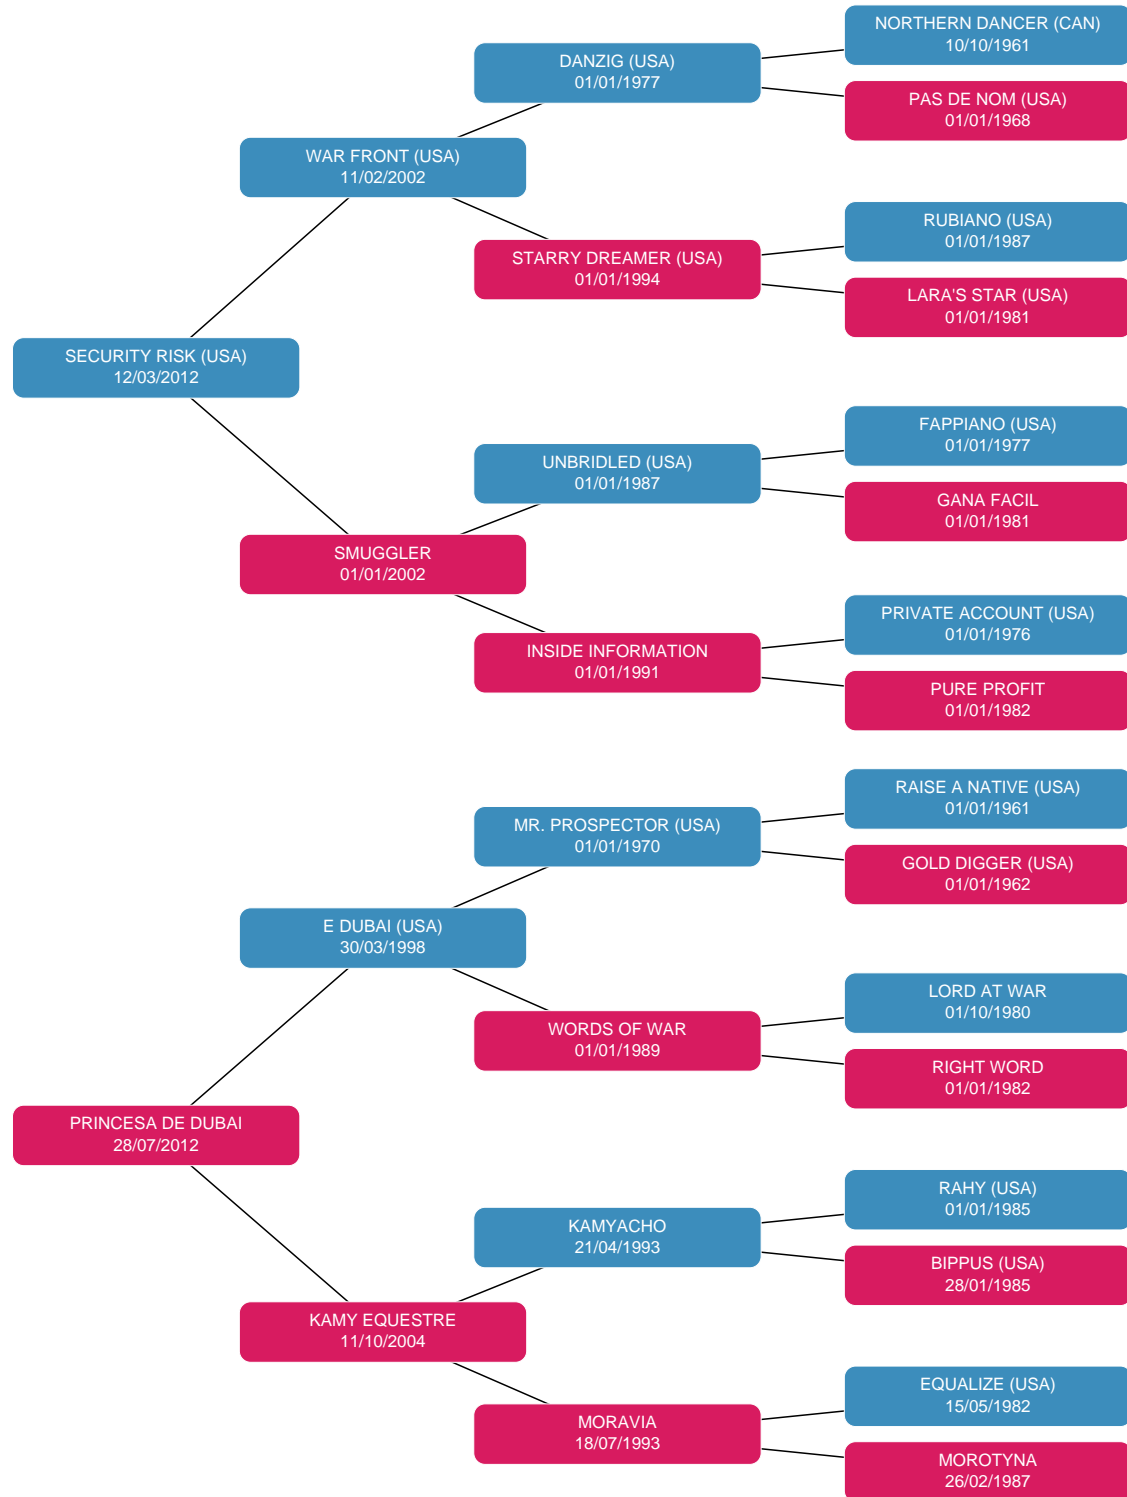 NORTHERN DANCER (CAN)
10/10/1961
DANZIG (USA)
01/01/1977
PAS DE NOM (USA)
01/01/1968
WAR FRONT (USA)
11/02/2002
RUBIANO (USA)
01/01/1987
STARRY DREAMER (USA)
01/01/1994
LARA'S STAR (USA)
01/01/1981
SECURITY RISK (USA)
12/03/2012
FAPPIANO (USA)
01/01/1977
UNBRIDLED (USA)
01/01/1987
GANA FACIL
01/01/1981
SMUGGLER
01/01/2002
PRIVATE ACCOUNT (USA)
01/01/1976
INSIDE INFORMATION
01/01/1991
PURE PROFIT
01/01/1982
RAISE A NATIVE (USA)
01/01/1961
MR. PROSPECTOR (USA)
01/01/1970
GOLD DIGGER (USA)
01/01/1962
E DUBAI (USA)
30/03/1998
LORD AT WAR
01/10/1980
WORDS OF WAR
01/01/1989
RIGHT WORD
01/01/1982
PRINCESA DE DUBAI
28/07/2012
RAHY (USA)
01/01/1985
KAMYACHO
21/04/1993
BIPPUS (USA)
28/01/1985
KAMY EQUESTRE
11/10/2004
EQUALIZE (USA)
15/05/1982
MORAVIA
18/07/1993
MOROTYNA
26/02/1987